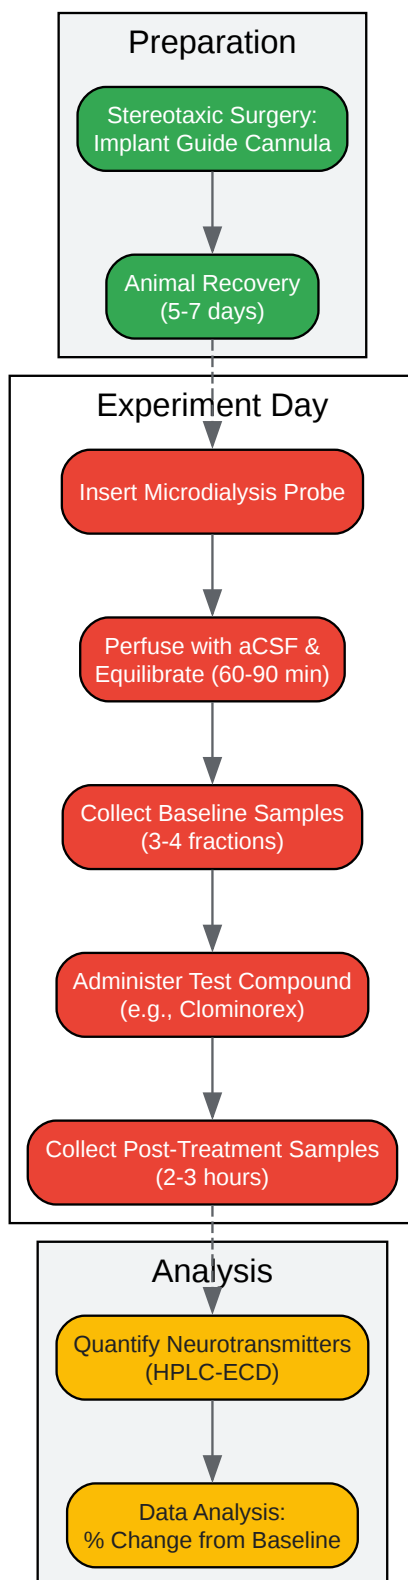 Preparation
Stereotaxic Surgery:
Implant Guide Cannula
Animal Recovery
(5-7 days)
Experiment Day
Insert Microdialysis Probe
Perfuse with aCSF &
Equilibrate (60-90 min)
Collect Baseline Samples
(3-4 fractions)
Administer Test Compound
(e.g., Clominorex)
Collect Post-Treatment Samples
(2-3 hours)
Analysis
Quantify Neurotransmitters
(HPLC-ECD)
Data Analysis:
% Change from Baseline